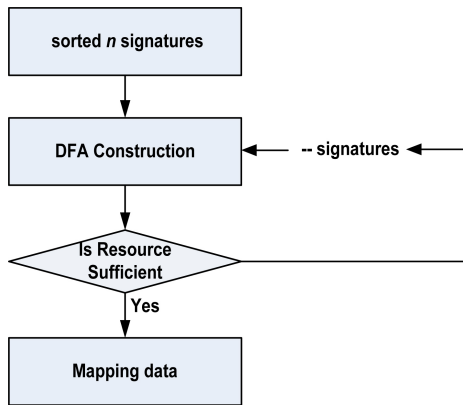 sorted n signatures
DFA Construction
-- signatures
Is Resource
Sufficient
Yes
Mapping data